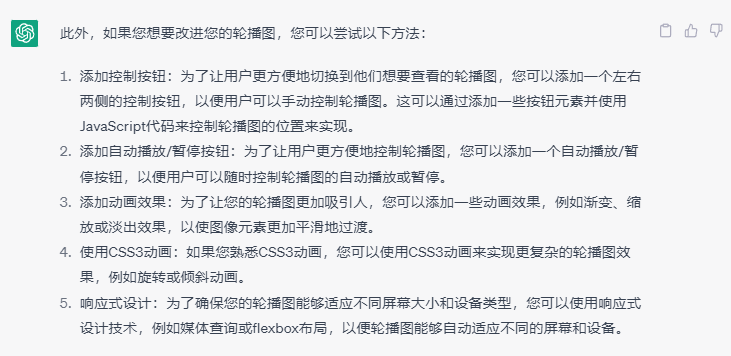 此外，如果您想要改进您的轮播图，您可以尝试以下方法：
1. 添加控制按钮：为了让用户更方便地切换到他们想要查看的轮播图，您可以添加一个左右
两侧的控制按钮，以便用户可以手动控制轮播图。这可以通过添加一些按钮元素并使用
JavaScript代码来控制轮播图的位置来实现。
2. 添加自动播放/暂停按钮：为了让用户更方便地控制轮播图，您可以添加一个自动播放/暂
停按钮，以便用户可以随时控制轮播图的自动播放或暂停。
3. 添加动画效果：为了让您的轮播图更加吸引人，您可以添加一些动画效果，例如渐变、缩
放或淡出效果，以使图像元素更加平滑地过渡。
4. 使用CSS3动画：如果您熟悉CSS3动画，您可以使用CSS3动画来实现更复杂的轮播图效
果，例如旋转或倾斜动画。
5. 响应式设计：为了确保您的轮播图能够适应不同屏幕大小和设备类型，您可以使用响应式
设计技术，例如媒体查询或flexbox布局，以便轮播图能够自动适应不同的屏幕和设备。